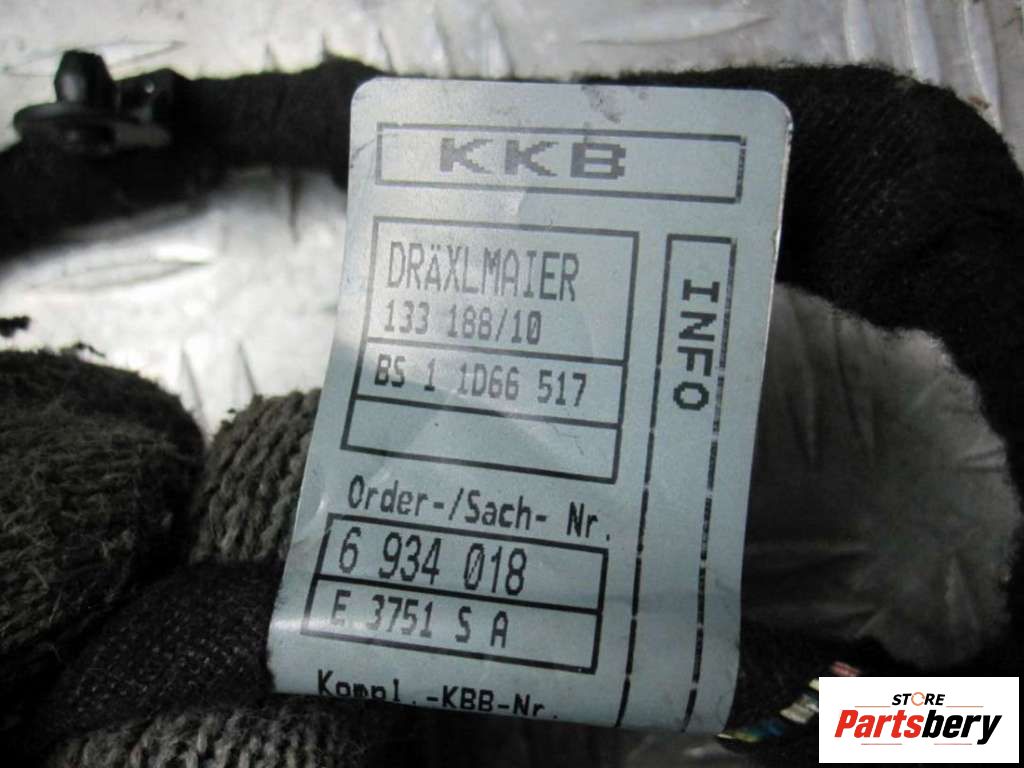 KKB
DRÄXLMAIER
133 188/10
BS 1 1D66 517
INFO
Order-/Sach- Nr.
6 934 018
E 3751 S A
Kompl.-KBB-Nr.
STORE
Partsbery